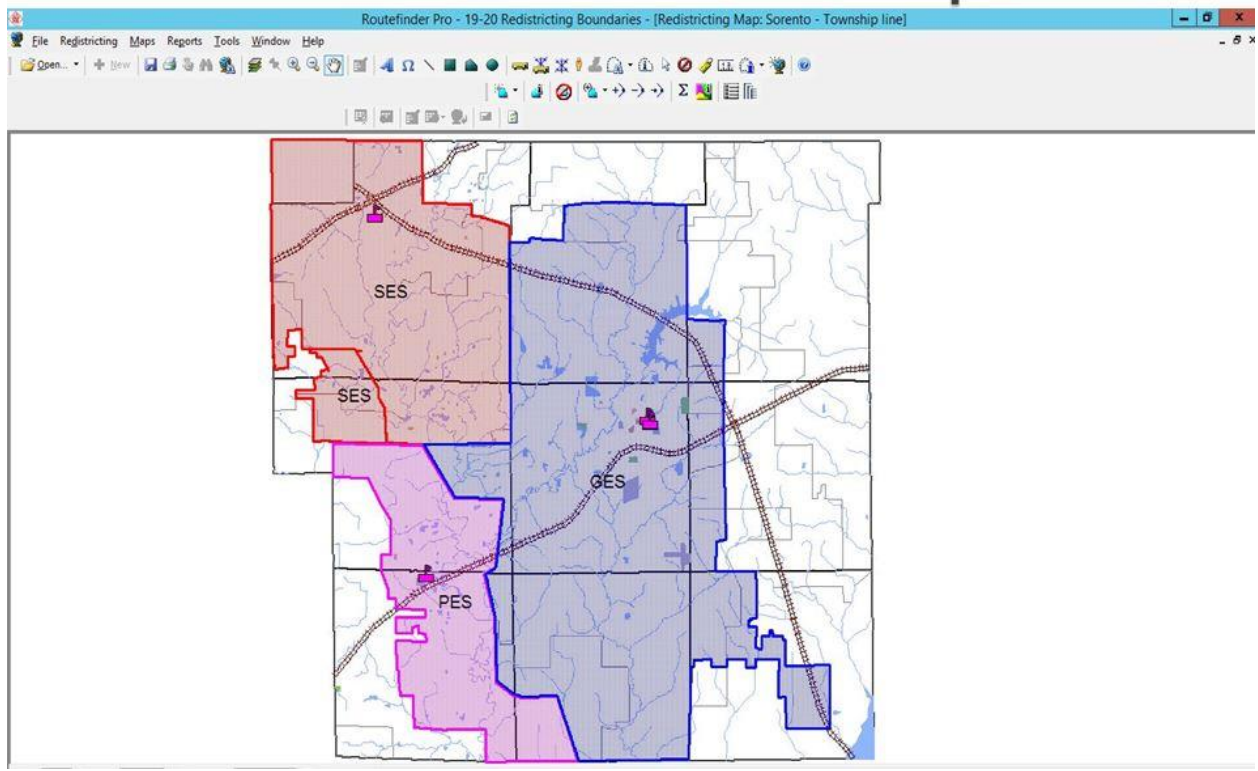 Routefinder Pro - 19-20 Redistricting Boundaries - [Redistricting Map: Sorento - Township line]
File Redistricting Maps Reports Tools Window Help
Open... New
SES
SES
GES
PES